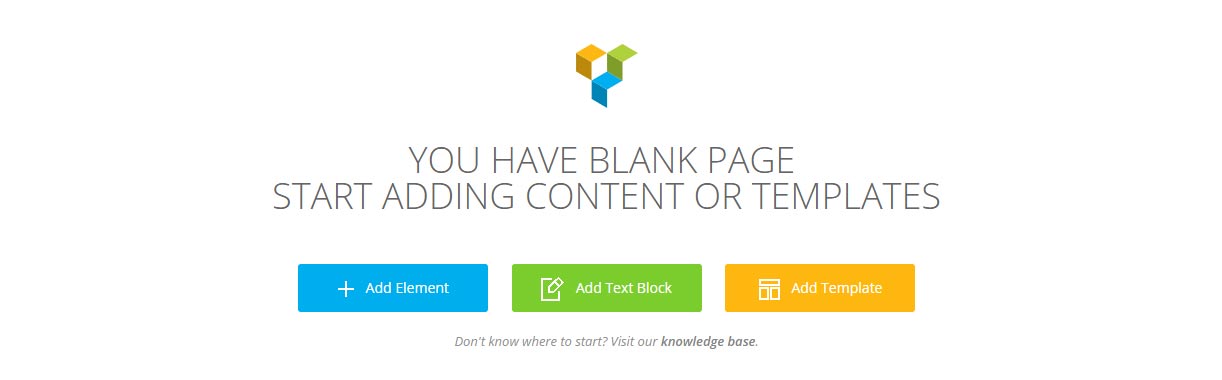 YOU HAVE BLANK PAGE
START ADDING CONTENT OR TEMPLATES
Add Element
Add Text Block
Add Template
Don't know where to start? Visit our knowledge base.